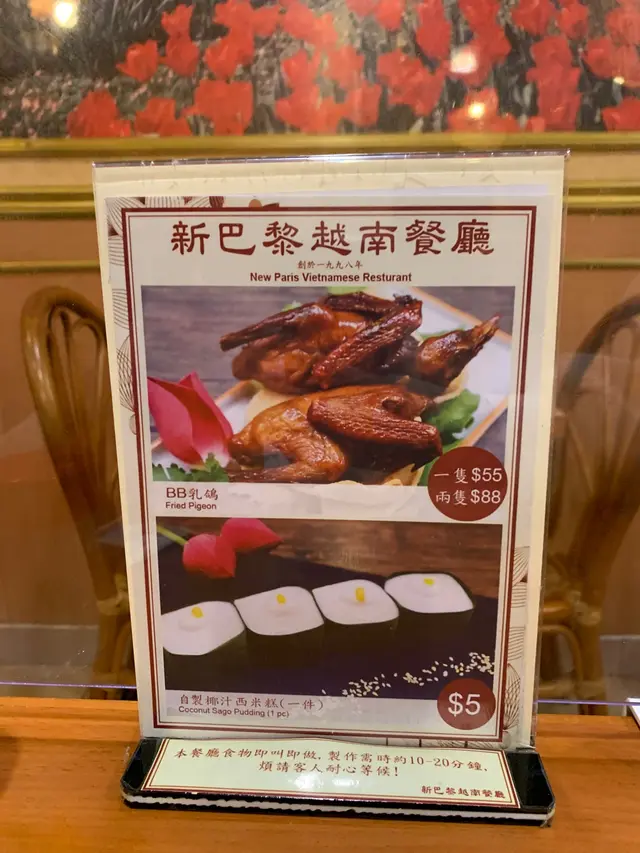 新巴黎越南餐廳
創於一九九八年
New Paris Vietnamese Resturant
BB乳鴿
Fried Pigeon
一隻 $55
兩隻 $88
自製椰汁西米糕(一件)
Coconut Sago Pudding (1 pc)
$5
本餐廳食物即叫即做, 製作需時約10-20分鐘,
煩請客人耐心等候!
新巴黎越南餐廳